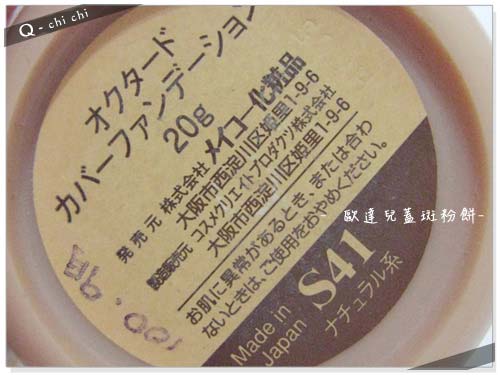 Q - chi chi
オクタード
カバーファンデーション
20g
発売元 株式会社 メイコー化粧品
大阪市西淀川区姫里1-9-6
製造販売元 コスメクリエイトプロダクツ株式会社
大阪市西淀川区姫里1-9-6
お肌に異常があるとき、または合わ
ないときは、ご使用をおやめください。
Made in
Japan
S41
ナチュラル系
100.9月
- 歐達兒蓋斑粉餅-